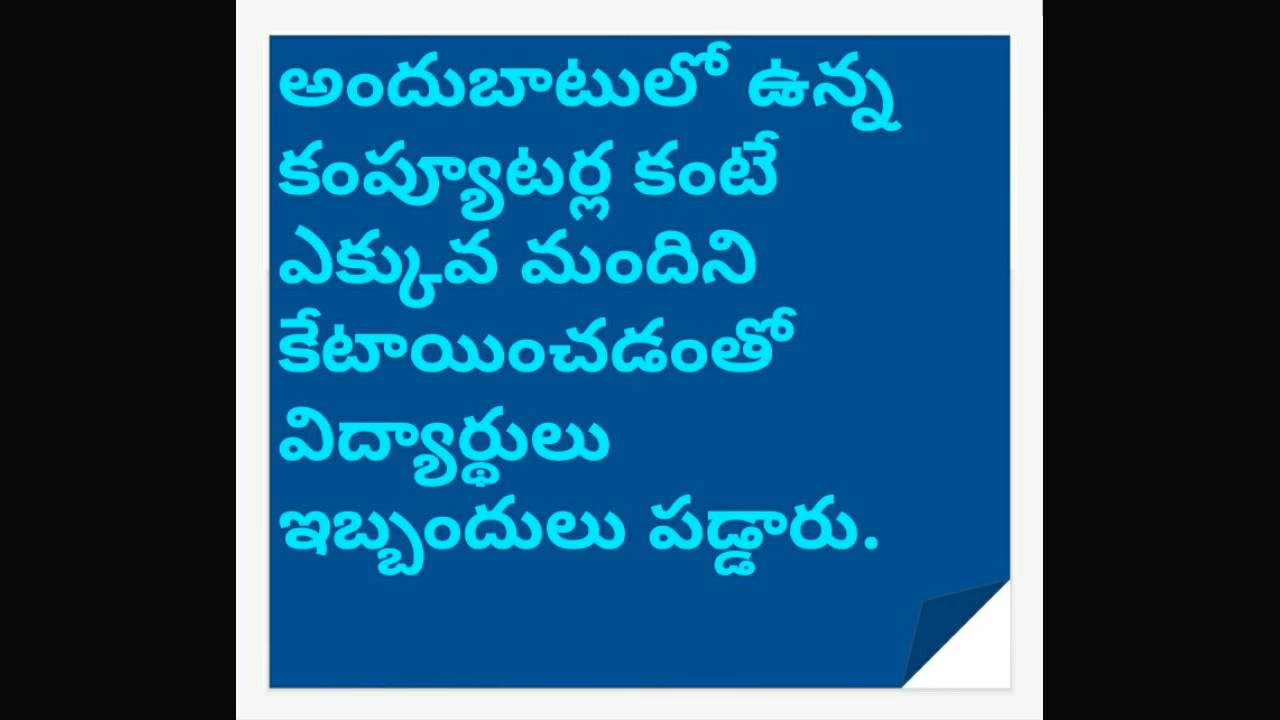 అందుబాటులో ఉన్న
కంప్యూటర్ల కంటే
ఎక్కువ మందిని
కేటాయించడంతో
విద్యార్థులు
ఇబ్బందులు పడ్డారు.